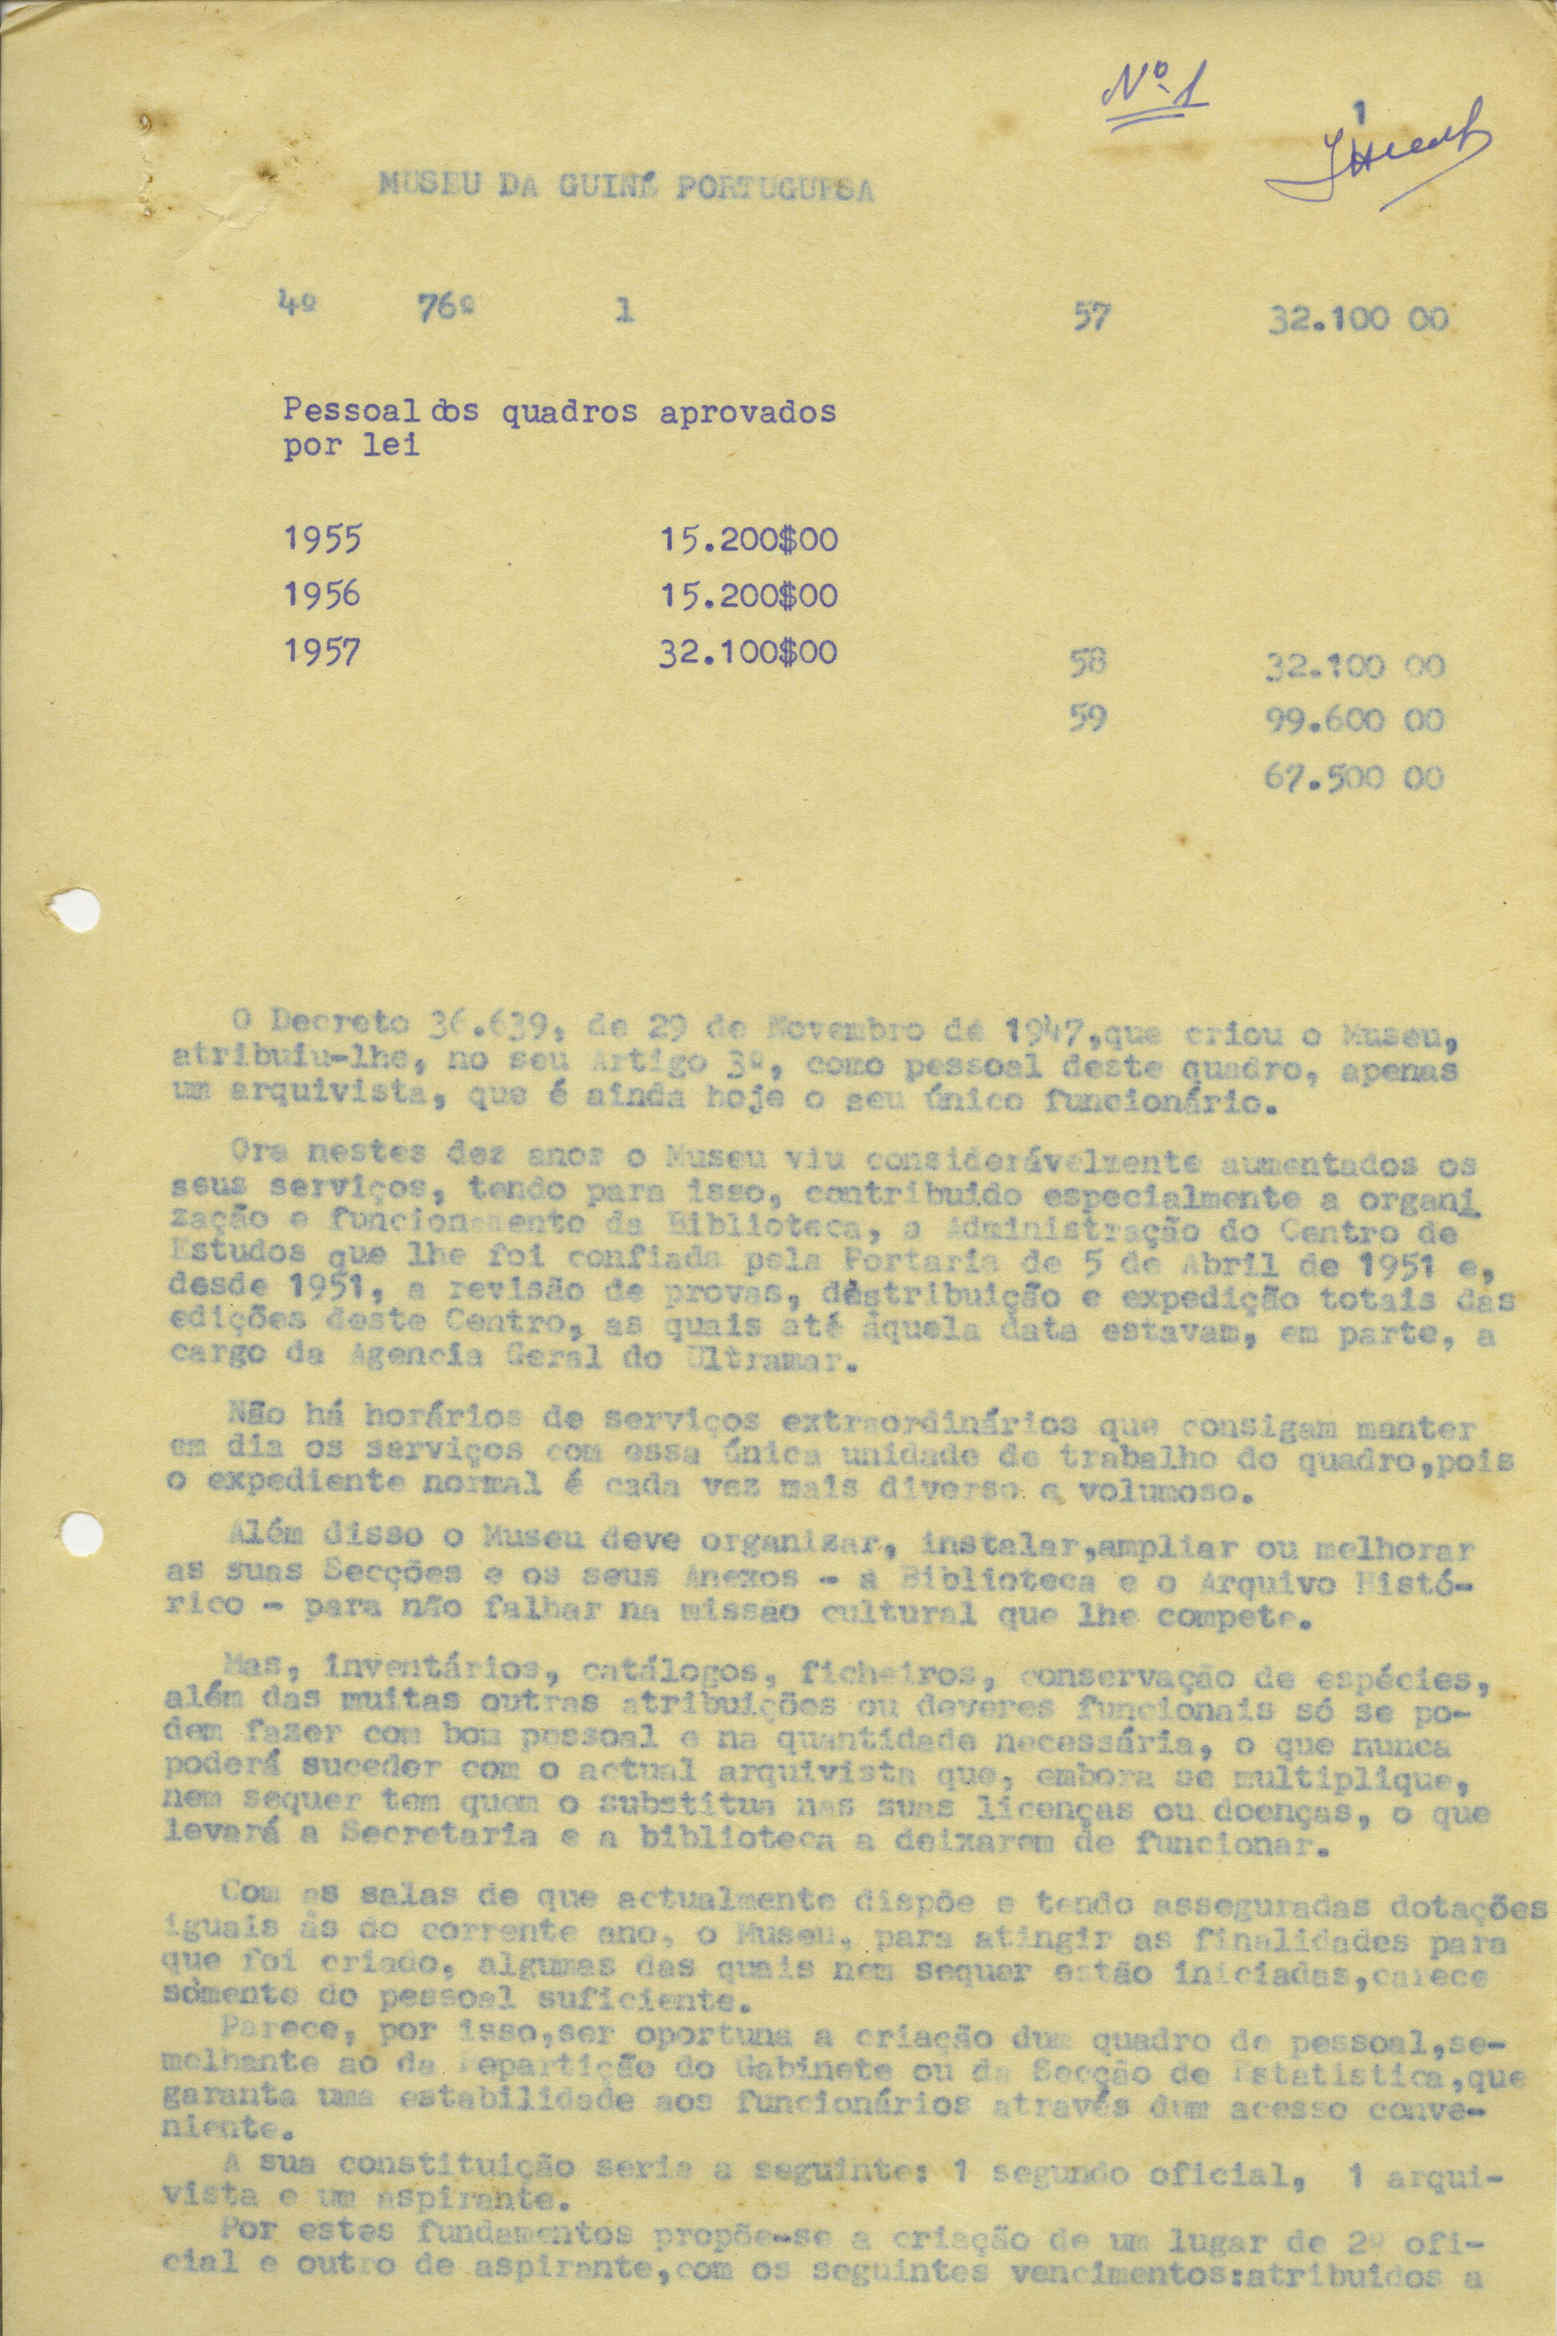 Nº 1
1
MUSEU DA GUINÉ PORTUGUESA
4º 76º 1 57 32.100 00
Pessoal dos quadros aprovados
por lei
1955 15.200$00
1956 15.200$00
1957 32.100$00
58 32.100 00
59 99.600 00
67.500 00
O Decreto 36.639, de 29 de Novembro de 1947,que criou o Museu,
atribuiu-lhe, no seu Artigo 3º, como pessoal deste quadro, apenas
um arquivista, que é ainda hoje o seu único funcionário.
Ora nestes dez anos o Museu viu considerávelmente aumentados os
seus serviços, tendo para isso, contribuido especialmente a organi
zação e funcionamento da Biblioteca, a Administração do Centro de
Estudos que lhe foi confiada pela Portaria de 5 de Abril de 1951 e,
desde 1951, a revisão de provas, distribuição e expedição totais das
edições deste Centro, as quais até áquela data estavam, em parte, a
cargo da Agencia Geral do Ultramar.
Não há horários de serviços extraordinários que consigam manter
em dia os serviços com essa única unidade de trabalho do quadro,pois
o expediente normal é cada vez mais diverso e volumoso.
Além disso o Museu deve organizar, instalar,ampliar ou melhorar
as suas Secções e os seus Anexos - a Biblioteca e o Arquivo Histó-
rico - para não falhar na missão cultural que lhe compete.
Mas, inventários, catálogos, ficheiros, conservação de espécies,
além das muitas outras atribuições ou deveres funcionais só se po-
dem fazer com bom pessoal e na quantidade necessária, o que nunca
poderá suceder com o actual arquivista que, embora se multiplique,
nem sequer tem quem o substitua nas suas licenças ou doenças, o que
levará a Secretaria e a biblioteca a deixarem de funcionar.
Com as salas de que actualmente dispõe e tendo asseguradas dotações
iguais ás do corrente ano, o Museu, para atingir as finalidades para
que foi criado, algumas das quais nem sequer estão iniciadas,carece
sòmente do pessoal suficiente.
Parece, por isso,ser oportuna a criação dum quadro de pessoal,se-
melhante ao da Repartição do Gabinete ou da Secção de Estatistica,que
garanta uma estabilidade aos funcionários através dum acesso conve-
niente.
A sua constituição seria a seguinte: 1 segundo oficial, 1 arqui-
vista e um aspirante.
Por estes fundamentos propõe-se a criação de um lugar de 2º ofi-
cial e outro de aspirante,com os seguintes vencimentos:atribuidos a